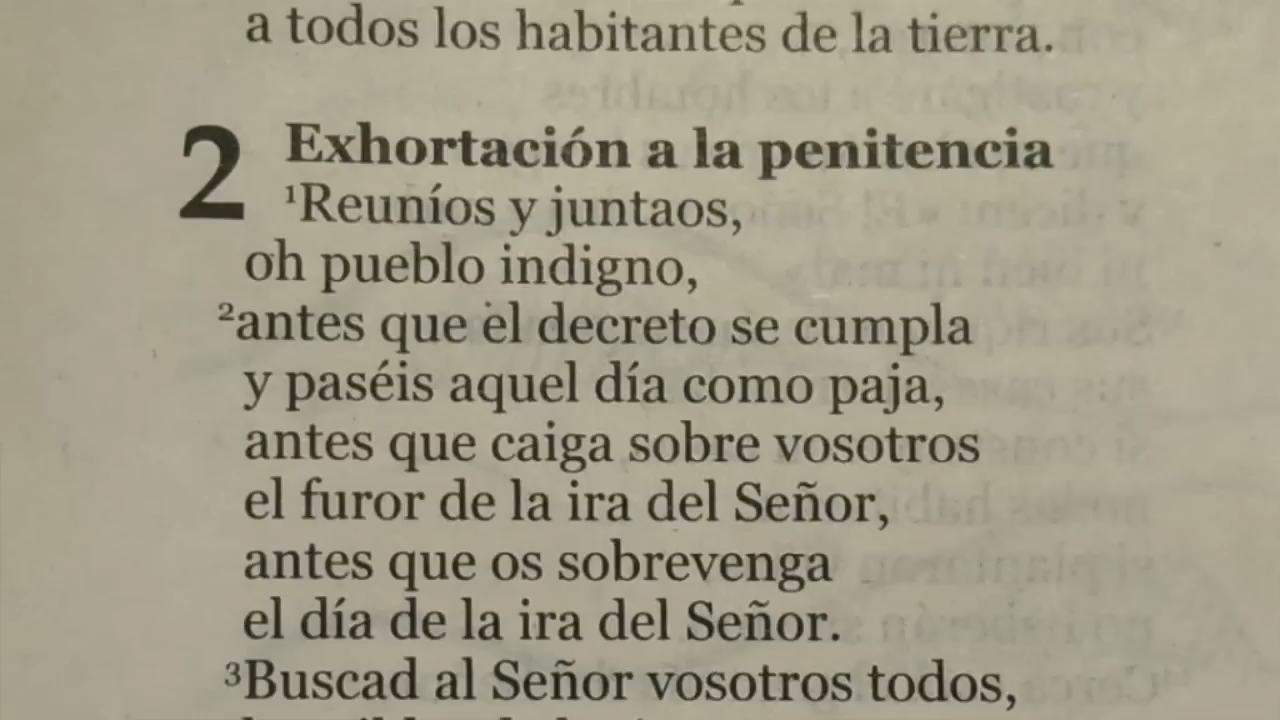 a todos los habitantes de la tierra.
2 Exhortación a la penitencia
¹Reuníos y juntaos,
oh pueblo indigno,
²antes que el decreto se cumpla
y paséis aquel día como paja,
antes que caiga sobre vosotros
el furor de la ira del Señor,
antes que os sobrevenga
el día de la ira del Señor.
³Buscad al Señor vosotros todos,